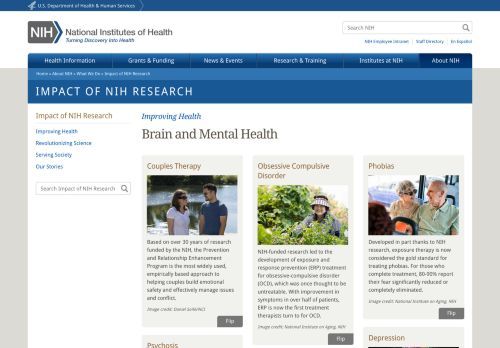 U.S. Department of Health & Human Services
NIH National Institutes of Health
Turning Discovery Into Health
Search NIH
NIH Employee Intranet Staff Directory En Español
Health Information Grants & Funding News & Events Research & Training Institutes at NIH About NIH
Home » About NIH » What We Do » Impact of NIH Research
IMPACT OF NIH RESEARCH
Impact of NIH Research
Improving Health
Revolutionizing Science
Serving Society
Our Stories
Search Impact of NIH Research
Improving Health
Brain and Mental Health
Couples Therapy
Based on over 30 years of research
funded by the NIH, the Prevention
and Relationship Enhancement
Program is the most widely used,
empirically based approach to
helping couples build emotional
safety and effectively manage issues
and conflict.
Image credit: Daniel Sone/NCI
Flip
Psychosis
Obsessive Compulsive
Disorder
NIH-funded research led to the
development of exposure and
response prevention (ERP) treatment
for obsessive-compulsive disorder
(OCD), which was once thought to be
untreatable. With improvement in
symptoms in over half of patients,
ERP is now the first treatment
therapists turn to for OCD.
Image credit: National Institute on Aging, NIH
Flip
Phobias
Developed in part thanks to NIH
research, exposure therapy is now
considered the gold standard for
treating phobias. For those who
complete treatment, 80-90% report
their fear significantly reduced or
completely eliminated.
Image credit: National Institute on Aging, NIH
Flip
Depression